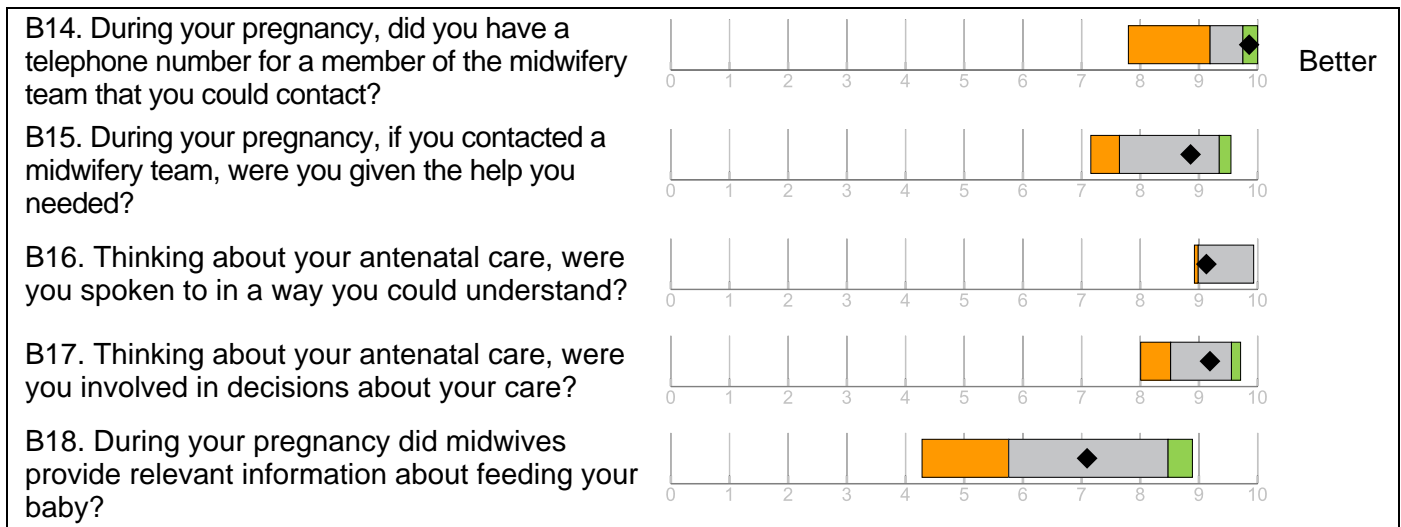 B14. During your pregnancy, did you have a
telephone number for a member of the midwifery
team that you could contact?
Better
0 1 2 3 4 5 6 7 8 9 10
B15. During your pregnancy, if you contacted a
midwifery team, were you given the help you
needed?
0 1 2 3 4 5 6 7 8 9 10
B16. Thinking about your antenatal care, were
you spoken to in a way you could understand?
0 1 2 3 4 5 6 7 8 9 10
B17. Thinking about your antenatal care, were
you involved in decisions about your care?
0 1 2 3 4 5 6 7 8 9 10
B18. During your pregnancy did midwives
provide relevant information about feeding your
baby?
0 1 2 3 4 5 6 7 8 9 10